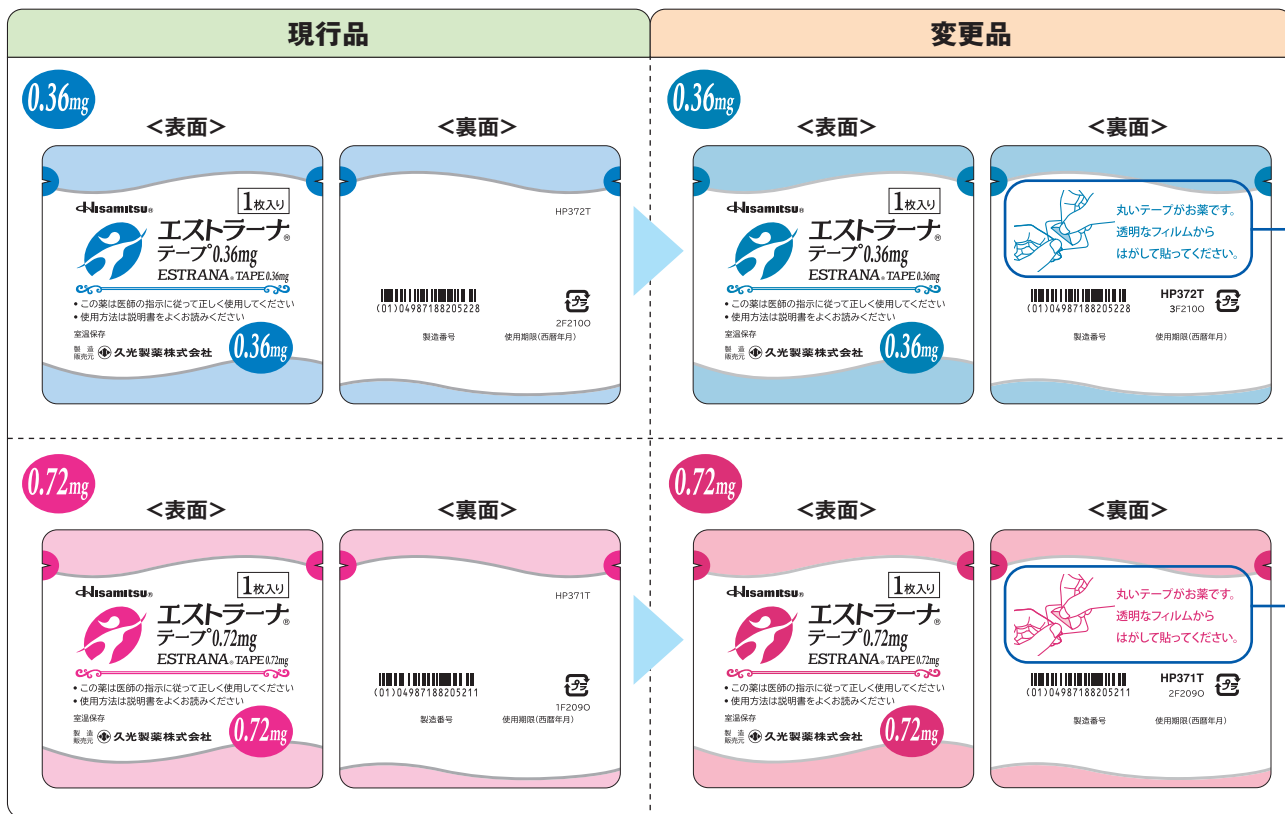 現行品
変更品
0.36mg
<表面>
<裏面>
Hisamitsu®
1枚入り
エストラーナ®
テープ0.36mg
ESTRANA® TAPE 0.36mg
• この薬は医師の指示に従って正しく使用してください
• 使用方法は説明書をよくお読みください
室温保存
製造
販売元
久光製薬株式会社
0.36mg
HP372T
(01)04987188205228
プラ
2F210O
製造番号
使用期限(西暦年月)
0.36mg
<表面>
<裏面>
Hisamitsu®
1枚入り
エストラーナ®
テープ0.36mg
ESTRANA® TAPE 0.36mg
• この薬は医師の指示に従って正しく使用してください
• 使用方法は説明書をよくお読みください
室温保存
製造
販売元
久光製薬株式会社
0.36mg
丸いテープがお薬です。
透明なフィルムから
はがして貼ってください。
(01)04987188205228
HP372T
3F210O
プラ
製造番号
使用期限(西暦年月)
0.72mg
<表面>
<裏面>
Hisamitsu®
1枚入り
エストラーナ®
テープ0.72mg
ESTRANA® TAPE 0.72mg
• この薬は医師の指示に従って正しく使用してください
• 使用方法は説明書をよくお読みください
室温保存
製造
販売元
久光製薬株式会社
0.72mg
HP371T
(01)04987188205211
プラ
1F209O
製造番号
使用期限(西暦年月)
0.72mg
<表面>
<裏面>
Hisamitsu®
1枚入り
エストラーナ®
テープ0.72mg
ESTRANA® TAPE 0.72mg
• この薬は医師の指示に従って正しく使用してください
• 使用方法は説明書をよくお読みください
室温保存
製造
販売元
久光製薬株式会社
0.72mg
丸いテープがお薬です。
透明なフィルムから
はがして貼ってください。
(01)04987188205211
HP371T
2F209O
プラ
製造番号
使用期限(西暦年月)